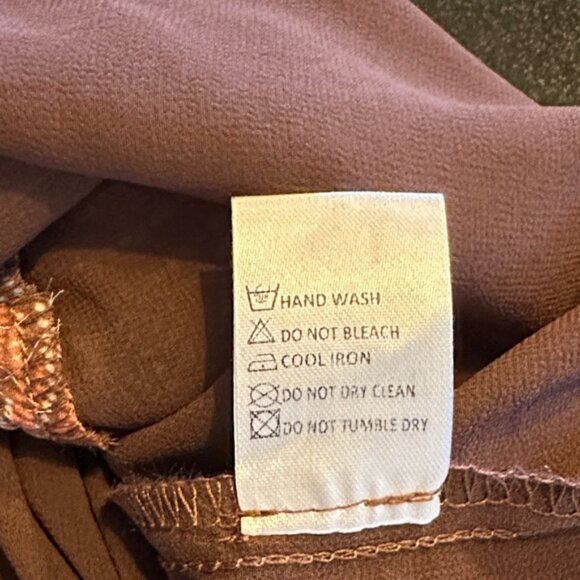 HAND WASH
DO NOT BLEACH
COOL IRON
DO NOT DRY CLEAN
DO NOT TUMBLE DRY